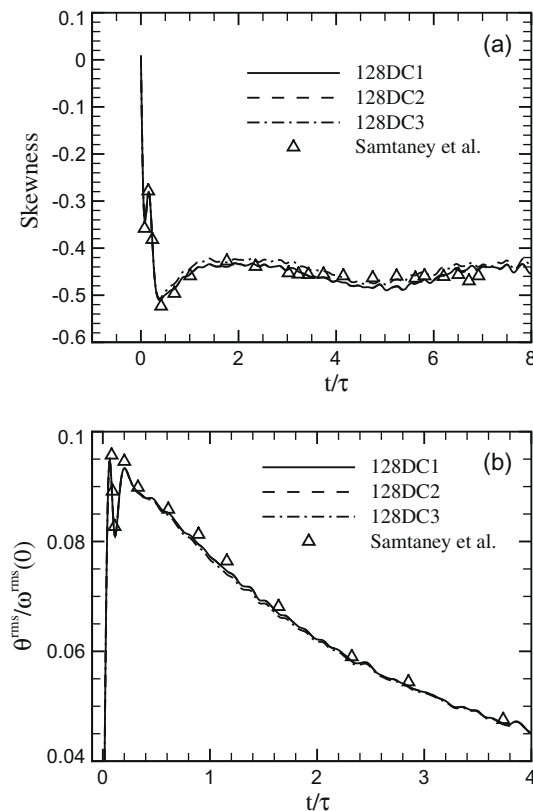 0.1
0
-0.1
-0.2
-0.3
-0.4
-0.5
-0.6
Skewness
(a)
128DC1
128DC2
128DC3
Samtaney et al.
0 2 4 6 8
t/τ
0.1
0.08
0.06
0.04
θ^rms/ω^rms(0)
(b)
128DC1
128DC2
128DC3
Samtaney et al.
0 1 2 3 4
t/τ